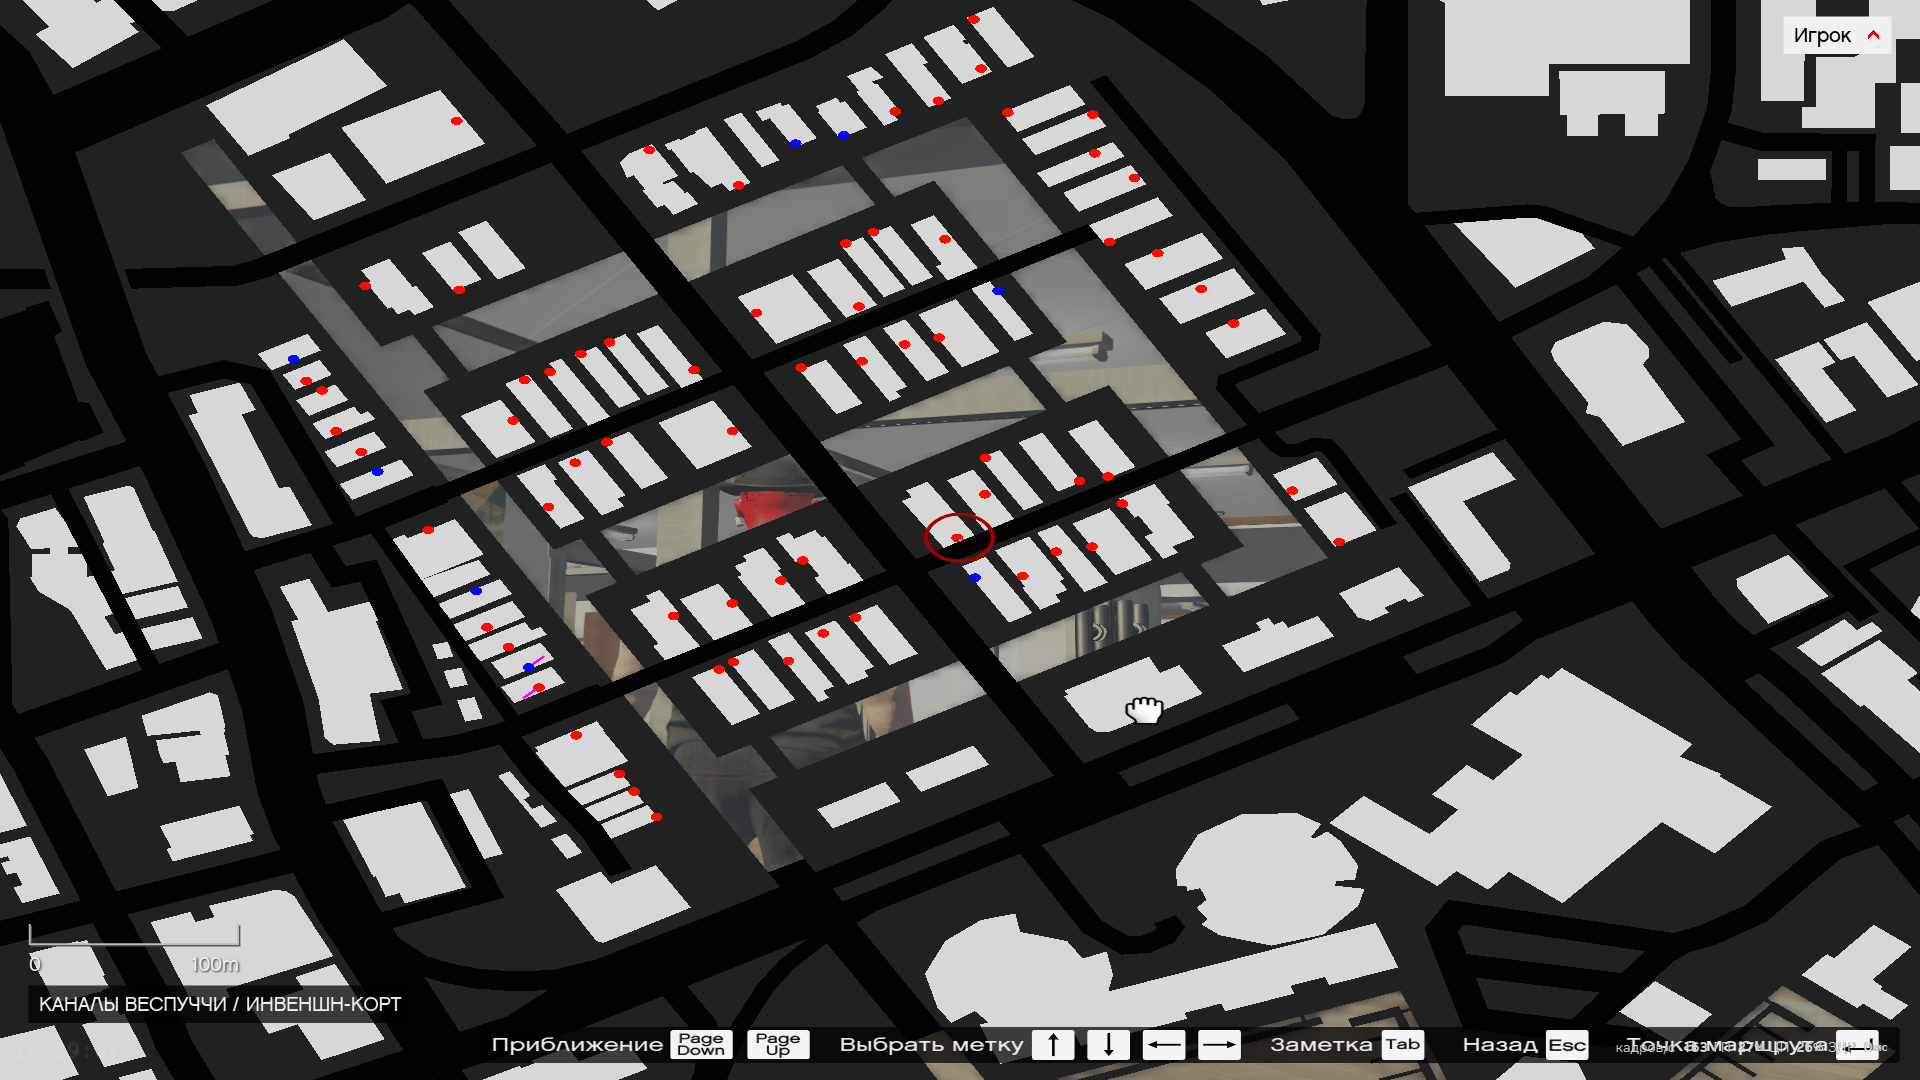 Игрок
0 100m
КАНАЛЫ ВЕСПУЧЧИ / ИНВЕНШН-КОРТ
Приближение Page Down Page Up Выбрать метку ↑ ↓ ← → Заметка Tab Назад Esc Точка маршрута
кадров/с